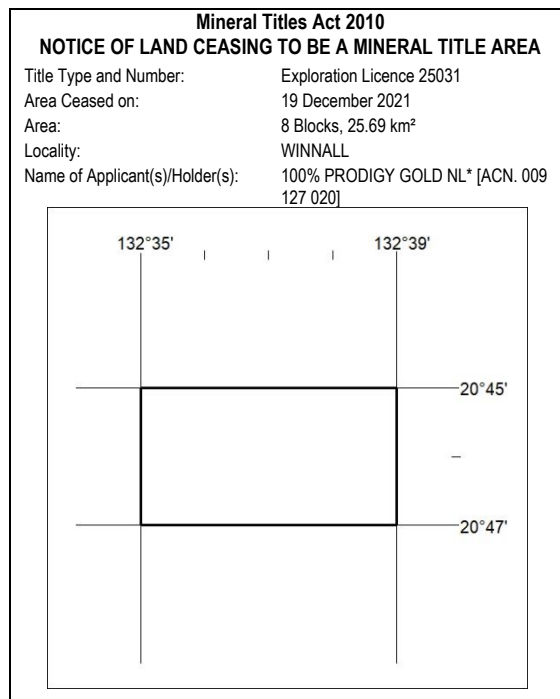 Mineral Titles Act 2010
NOTICE OF LAND CEASING TO BE A MINERAL TITLE AREA
Title Type and Number: Exploration Licence 25031
Area Ceased on: 19 December 2021
Area: 8 Blocks, 25.69 km²
Locality: WINNALL
Name of Applicant(s)/Holder(s): 100% PRODIGY GOLD NL* [ACN. 009
127 020]
132°35' 132°39'
20°45'
20°47'